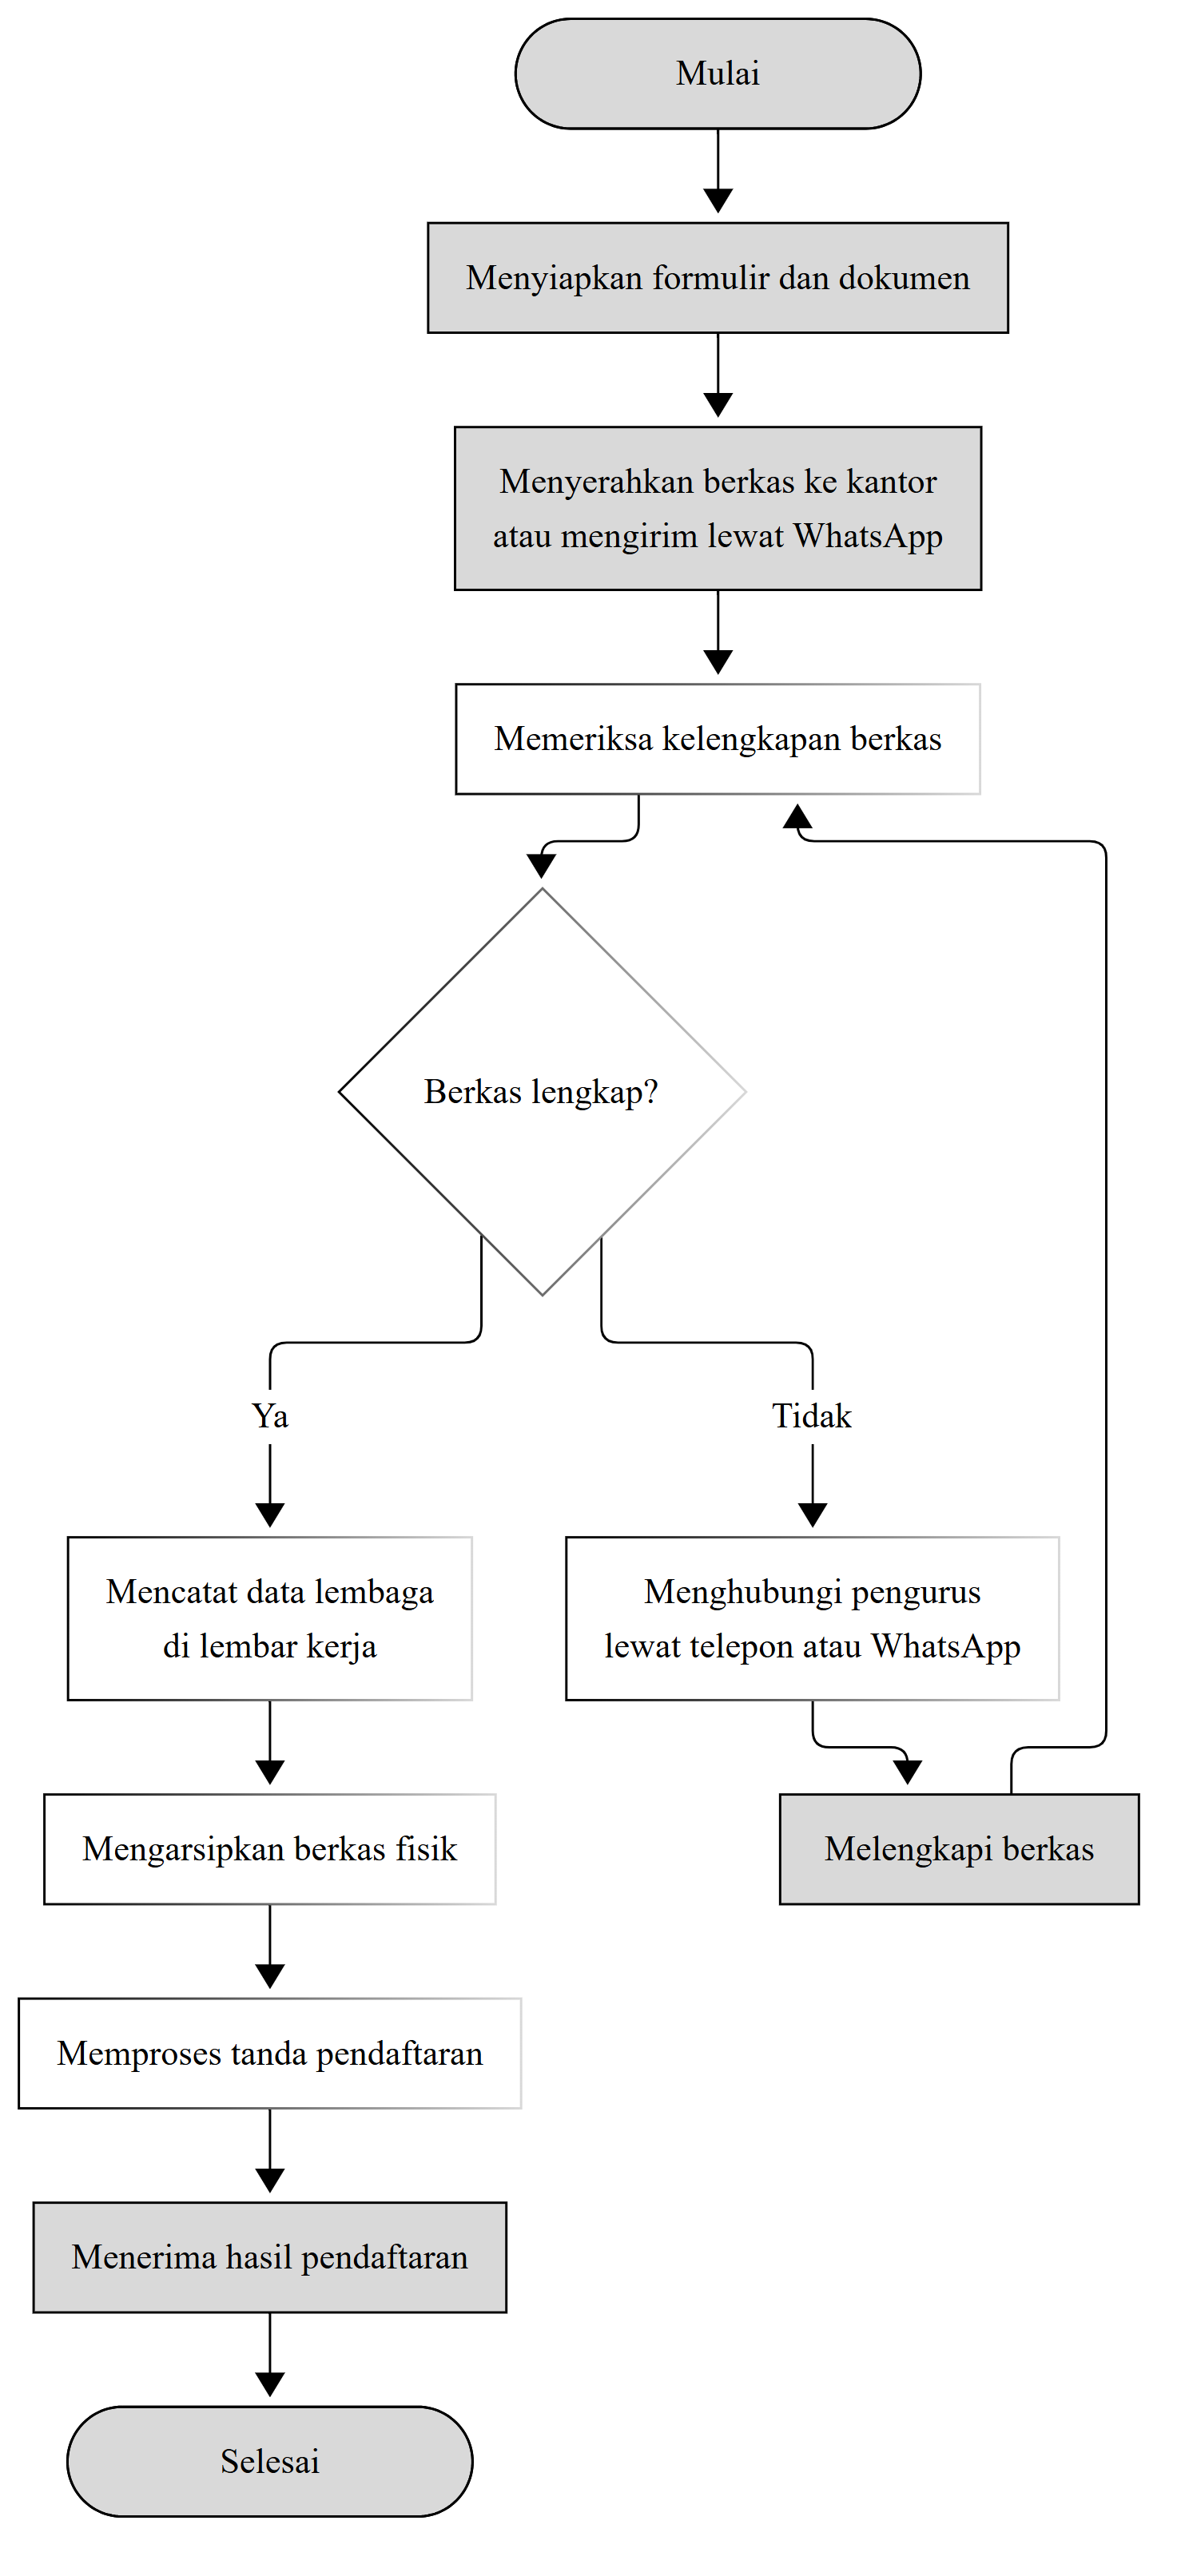 Mulai
Menyiapkan formulir dan dokumen
Menyerahkan berkas ke kantor
atau mengirim lewat WhatsApp
Memeriksa kelengkapan berkas
Berkas lengkap?
Ya
Tidak
Mencatat data lembaga
di lembar kerja
Menghubungi pengurus
lewat telepon atau WhatsApp
Mengarsipkan berkas fisik
Melengkapi berkas
Memproses tanda pendaftaran
Menerima hasil pendaftaran
Selesai